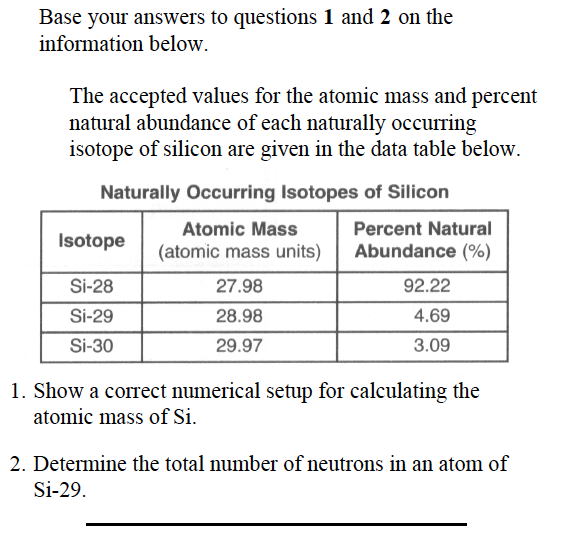 Base your answers to questions 1 and 2 on the
information below.
The accepted values for the atomic mass and percent
natural abundance of each naturally occurring
isotope of silicon are given in the data table below.
Naturally Occurring Isotopes of Silicon
Isotope
Atomic Mass
(atomic mass units)
Percent Natural
Abundance (%)
Si-28 27.98 92.22
Si-29 28.98 4.69
Si-30 29.97 3.09
1. Show a correct numerical setup for calculating the
atomic mass of Si.
2. Determine the total number of neutrons in an atom of
Si-29.